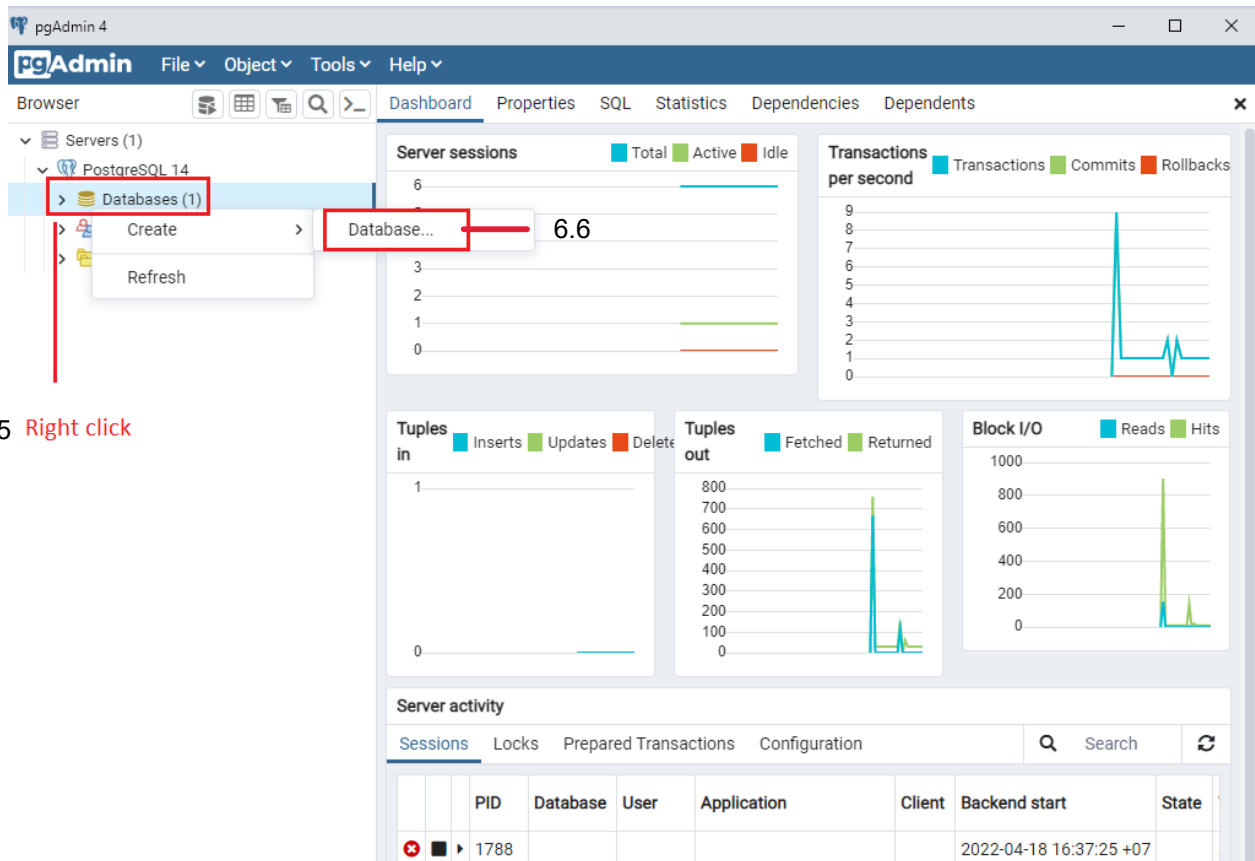 pgAdmin 4
pgAdmin File Object Tools Help
Browser
Dashboard Properties SQL Statistics Dependencies Dependents
Servers (1)
PostgreSQL 14
Databases (1)
Create
Database...
6.6
Refresh
5 Right click
Server sessions
Total Active Idle
6
3
2
1
0
Transactions per second
Transactions Commits Rollbacks
9
8
7
6
5
4
3
2
1
0
Tuples in
Inserts Updates Delete
1
0
Tuples out
Fetched Returned
800
700
600
500
400
300
200
100
0
Block I/O
Reads Hits
1000
800
600
400
200
0
Server activity
Sessions Locks Prepared Transactions Configuration
Search
PID Database User Application Client Backend start State
1788 2022-04-18 16:37:25 +07